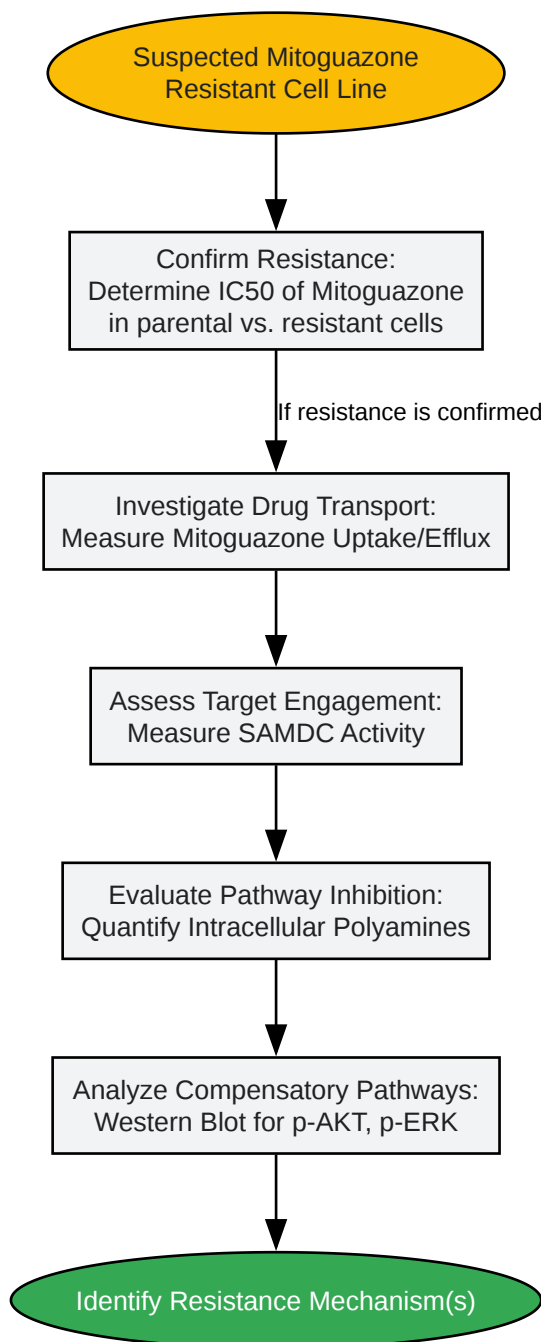 Suspected Mitoguazone
Resistant Cell Line
Confirm Resistance:
Determine IC50 of Mitoguazone
in parental vs. resistant cells
If resistance is confirmed
Investigate Drug Transport:
Measure Mitoguazone Uptake/Efflux
Assess Target Engagement:
Measure SAMDC Activity
Evaluate Pathway Inhibition:
Quantify Intracellular Polyamines
Analyze Compensatory Pathways:
Western Blot for p-AKT, p-ERK
Identify Resistance Mechanism(s)